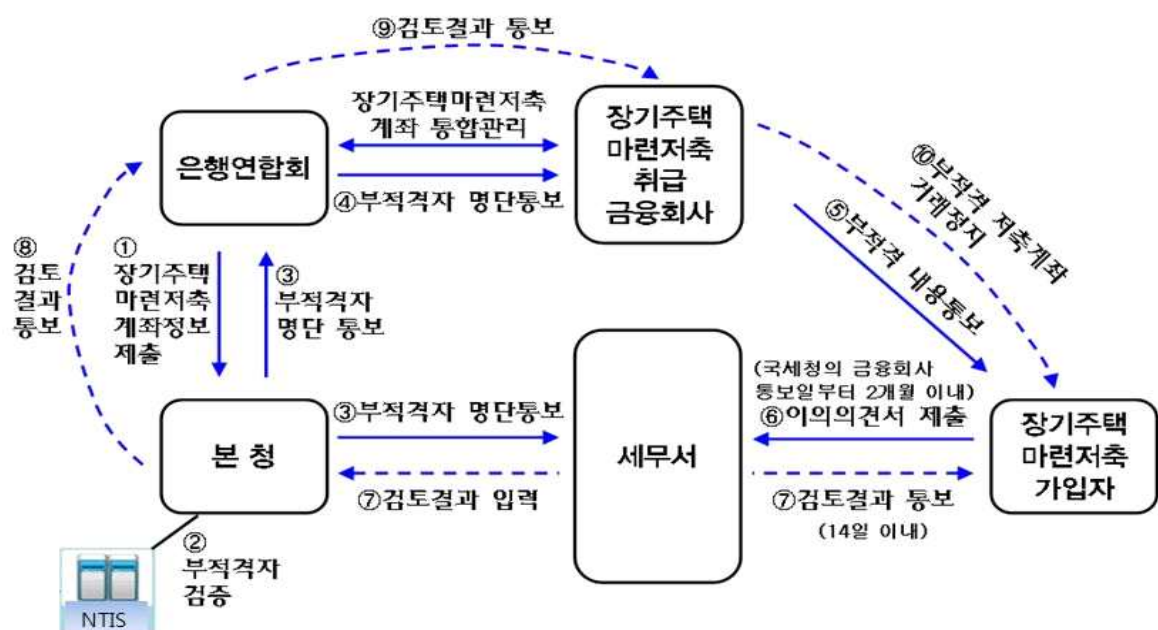 ⑨검토결과 통보
장기주택마련저축
계좌 통합관리
은행연합회
④부적격자 명단통보
장기주택
마련저축
취급
금융회사
⑩부적격 저축계좌
거래정지
⑤부적격 내용통보
⑧
검토
결과
통보
①
장기주택
마련저축
계좌정보
제출
③
부적격자
명단 통보
본 청
③부적격자 명단통보
⑦검토결과 입력
세무서
(국세청의 금융회사
통보일부터 2개월 이내)
⑥이의의견서 제출
⑦검토결과 통보
(14일 이내)
장기주택
마련저축
가입자
②
부적격자
검증
NTIS